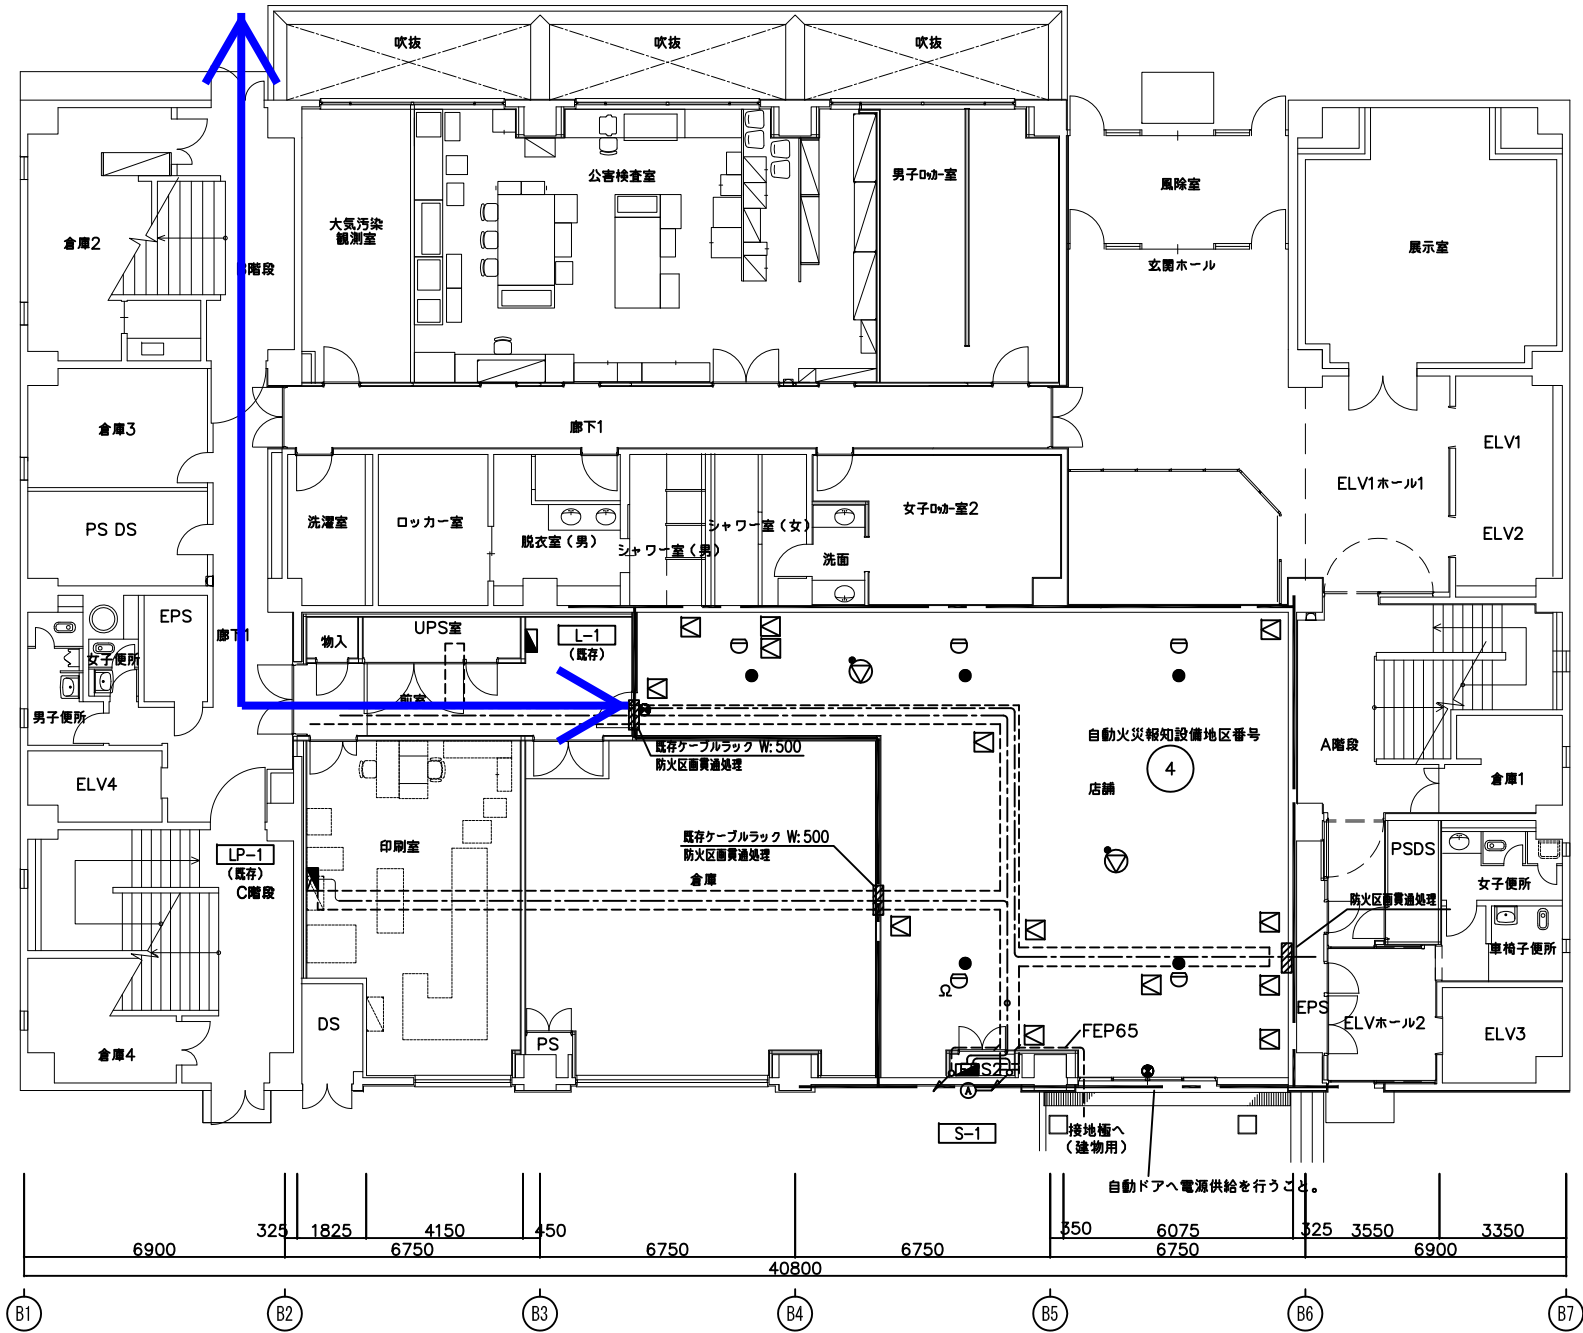 吹抜
吹抜
吹抜
公害検査室
男子ロッカー室
大気汚染
観測室
風除室
倉庫2
展示室
B階段
玄関ホール
倉庫3
廊下1
ELV1
ELV1ホール1
女子ロッカー室2
洗濯室
ロッカー室
シャワー室(女)
PS DS
ELV2
脱衣室(男)
シャワー室(男)
洗面
EPS
廊下1
物入
UPS室
L-1
(既存)
女子便所
前室
男子便所
自動火災報知設備地区番号
4
A階段
既存ケーブルラック W:500
防火区画貫通処理
ELV4
店舗
倉庫1
既存ケーブルラック W:500
防火区画貫通処理
印刷室
LP-1
(既存)
PSDS
倉庫
女子便所
C階段
防火区画貫通処理
車椅子便所
Ω
EPS
DS
ELVホール2
FEP65
ELV3
PS
倉庫4
A
S-1
接地極へ
(建物用)
自動ドアへ電源供給を行うこと。
325 1825 4150 450 350 6075 325 3550 3350
6900 6750 6750 6750 6750 6900
40800
B1 B2 B3 B4 B5 B6 B7